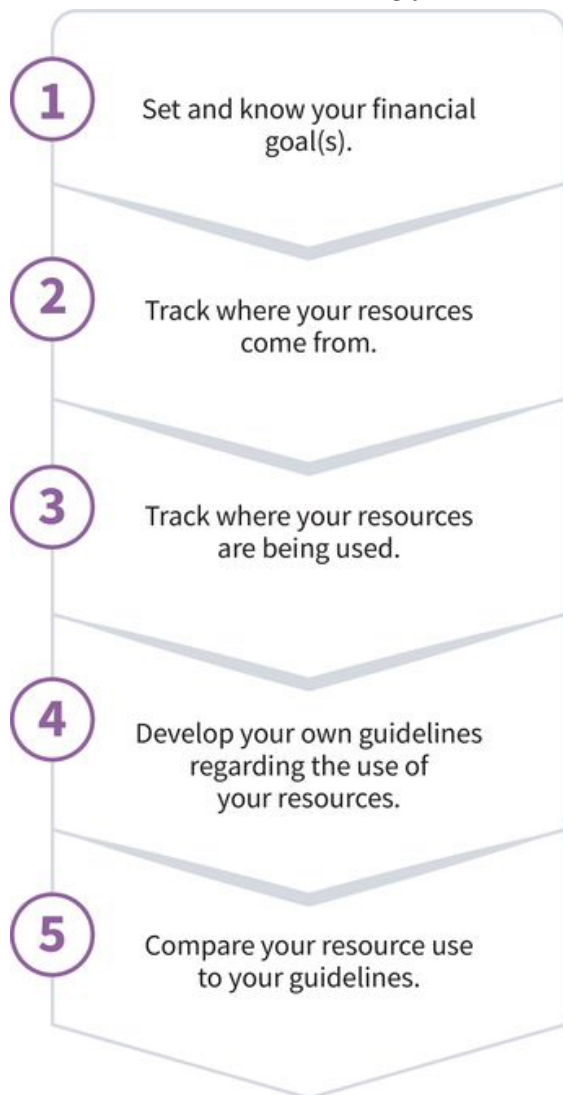 1
Set and know your financial
goal(s).
2
Track where your resources
come from.
3
Track where your resources
are being used.
4
Develop your own guidelines
regarding the use of
your resources.
5
Compare your resource use
to your guidelines.